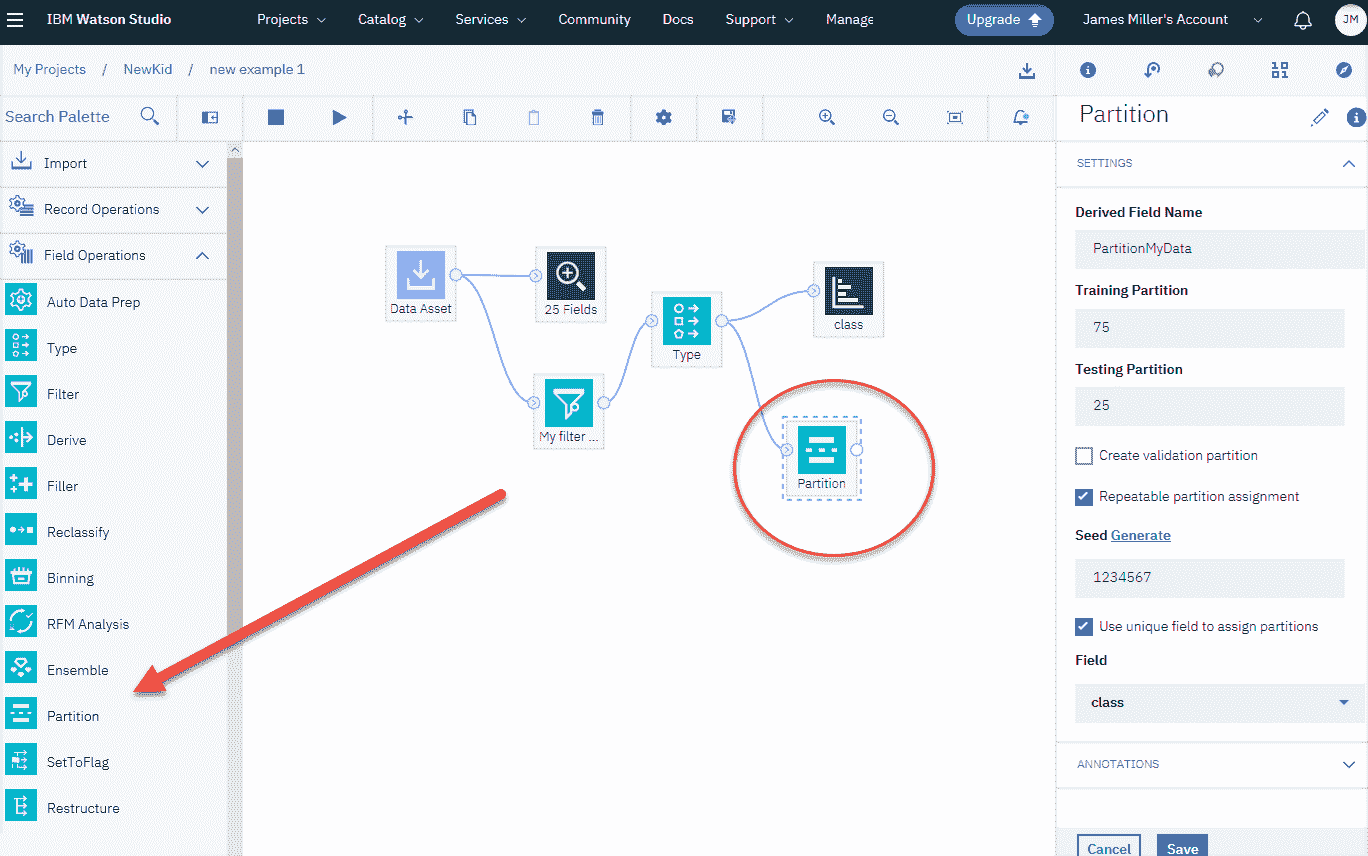 IBM Watson Studio Projects Catalog Services Community Docs Support Manage Upgrade James Miller's Account JM
My Projects / NewKid / new example 1
Search Palette
Import
Record Operations
Field Operations
Auto Data Prep
Type
Filter
Derive
Filler
Reclassify
Binning
RFM Analysis
Ensemble
Partition
SetToFlag
Restructure
Data Asset
25 Fields
My filter ...
Type
class
Partition
Partition
SETTINGS
Derived Field Name
PartitionMyData
Training Partition
75
Testing Partition
25
Create validation partition
Repeatable partition assignment
Seed Generate
1234567
Use unique field to assign partitions
Field
class
ANNOTATIONS
Cancel Save